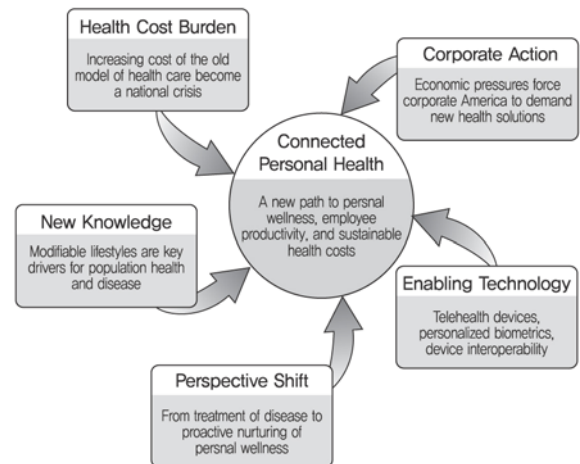 Health Cost Burden
Increasing cost of the old
model of health care become
a national crisis
Corporate Action
Economic pressures force
corporate America to demand
new health solutions
Connected
Personal Health
A new path to persnal
wellness, employee
productivity, and sustainable
health costs
New Knowledge
Modifiable lifestyles are key
drivers for population health
and disease
Enabling Technology
Telehealth devices,
personalized biometrics,
device interoperability
Perspective Shift
From treatment of disease to
proactive nurturing of
persnal wellness